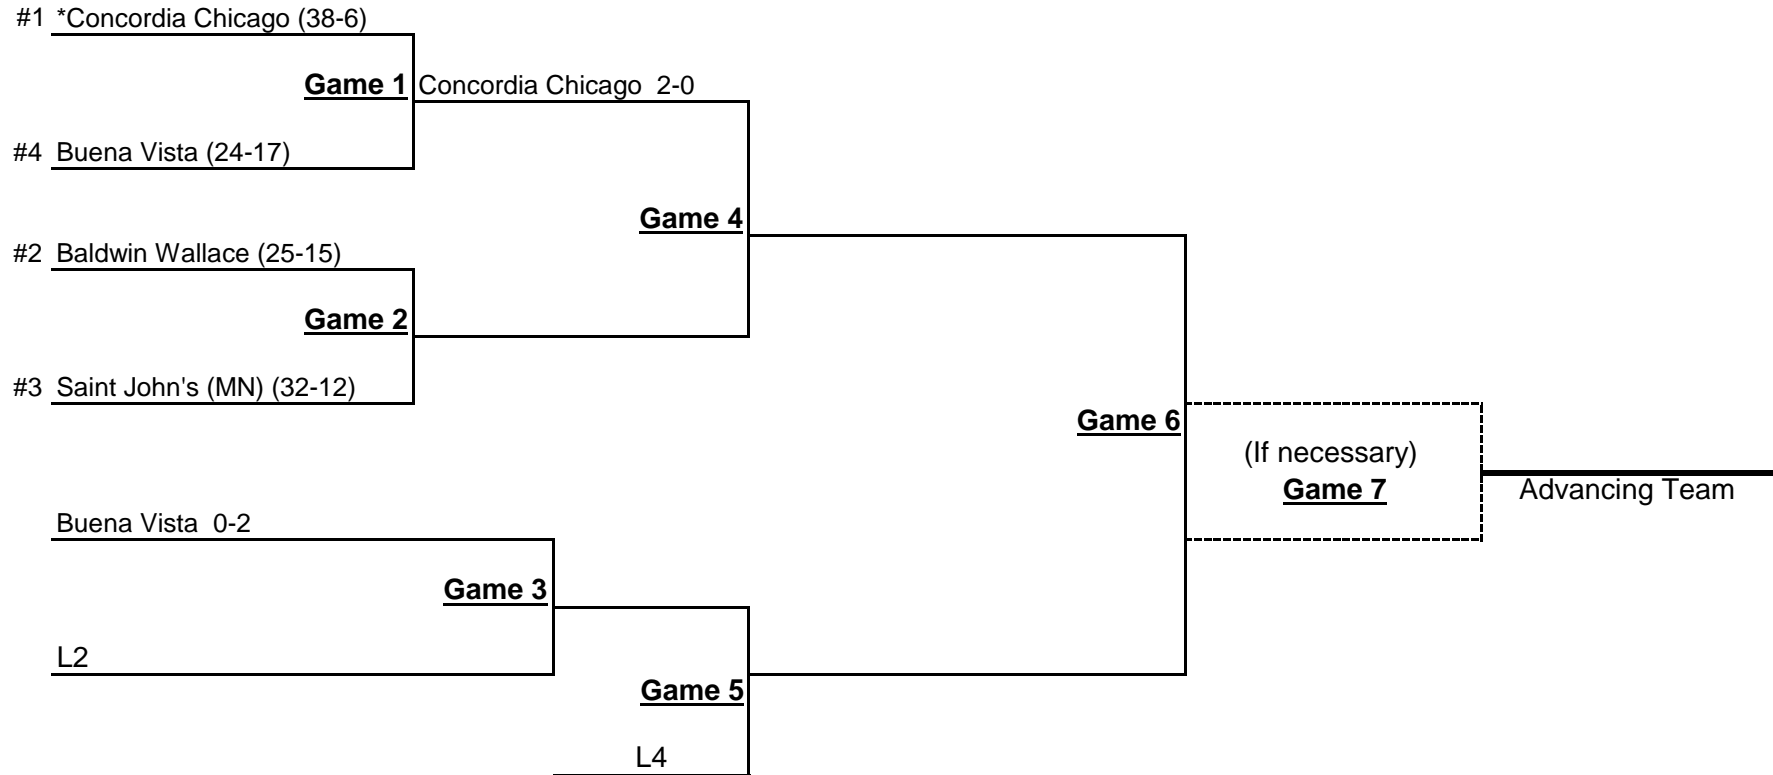 #1 *Concordia Chicago (38-6)
Game 1 Concordia Chicago 2-0
#4 Buena Vista (24-17)
Game 4
#2 Baldwin Wallace (25-15)
Game 2
#3 Saint John's (MN) (32-12)
Game 6
(If necessary)
Game 7
Advancing Team
Buena Vista 0-2
Game 3
L2
Game 5
L4